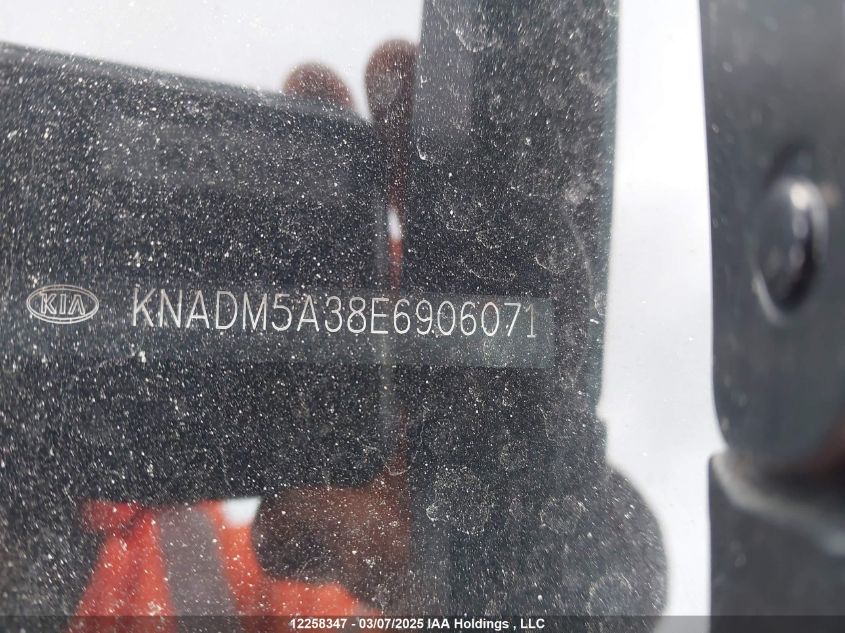 KIA KNADM5A38E6906071
12258347 - 03/07/2025 IAA Holdings , LLC